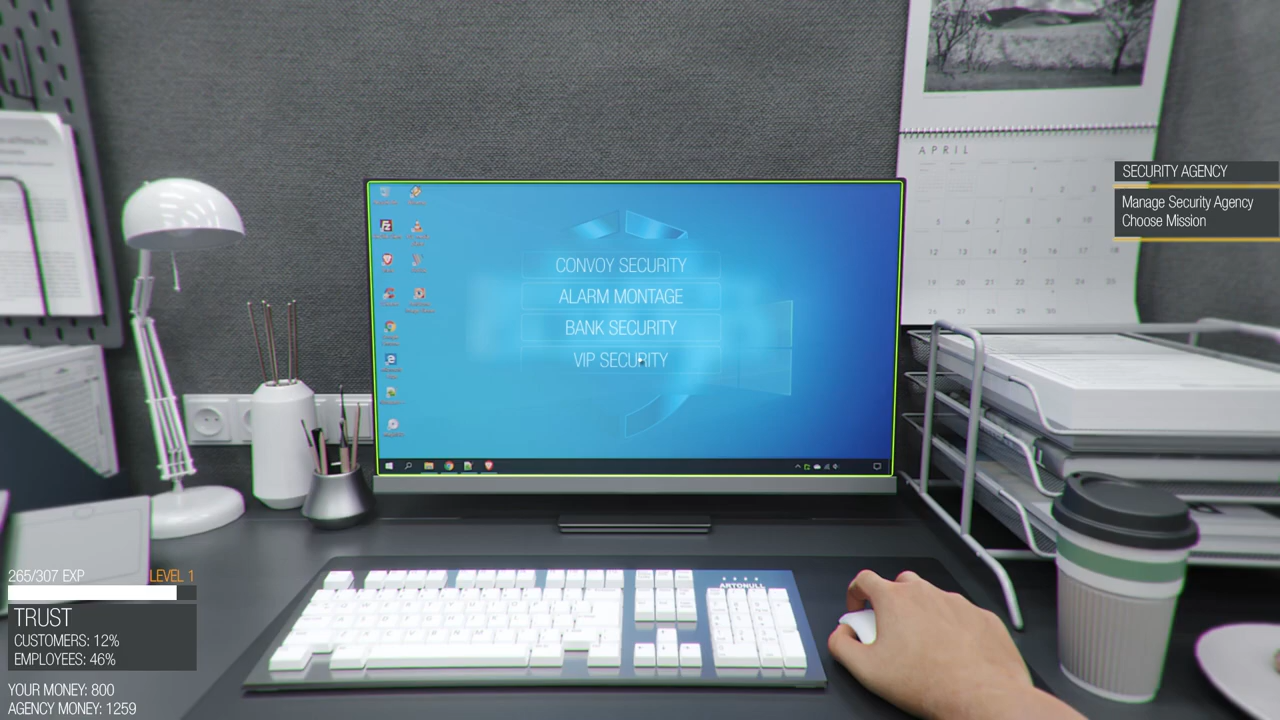 APRIL
SECURITY AGENCY
Manage Security Agency
Choose Mission
CONVOY SECURITY
ALARM MONTAGE
BANK SECURITY
VIP SECURITY
265/307 EXP
LEVEL 1
TRUST
CUSTOMERS: 12%
EMPLOYEES: 46%
YOUR MONEY: 800
AGENCY MONEY: 1259
ARTONULL